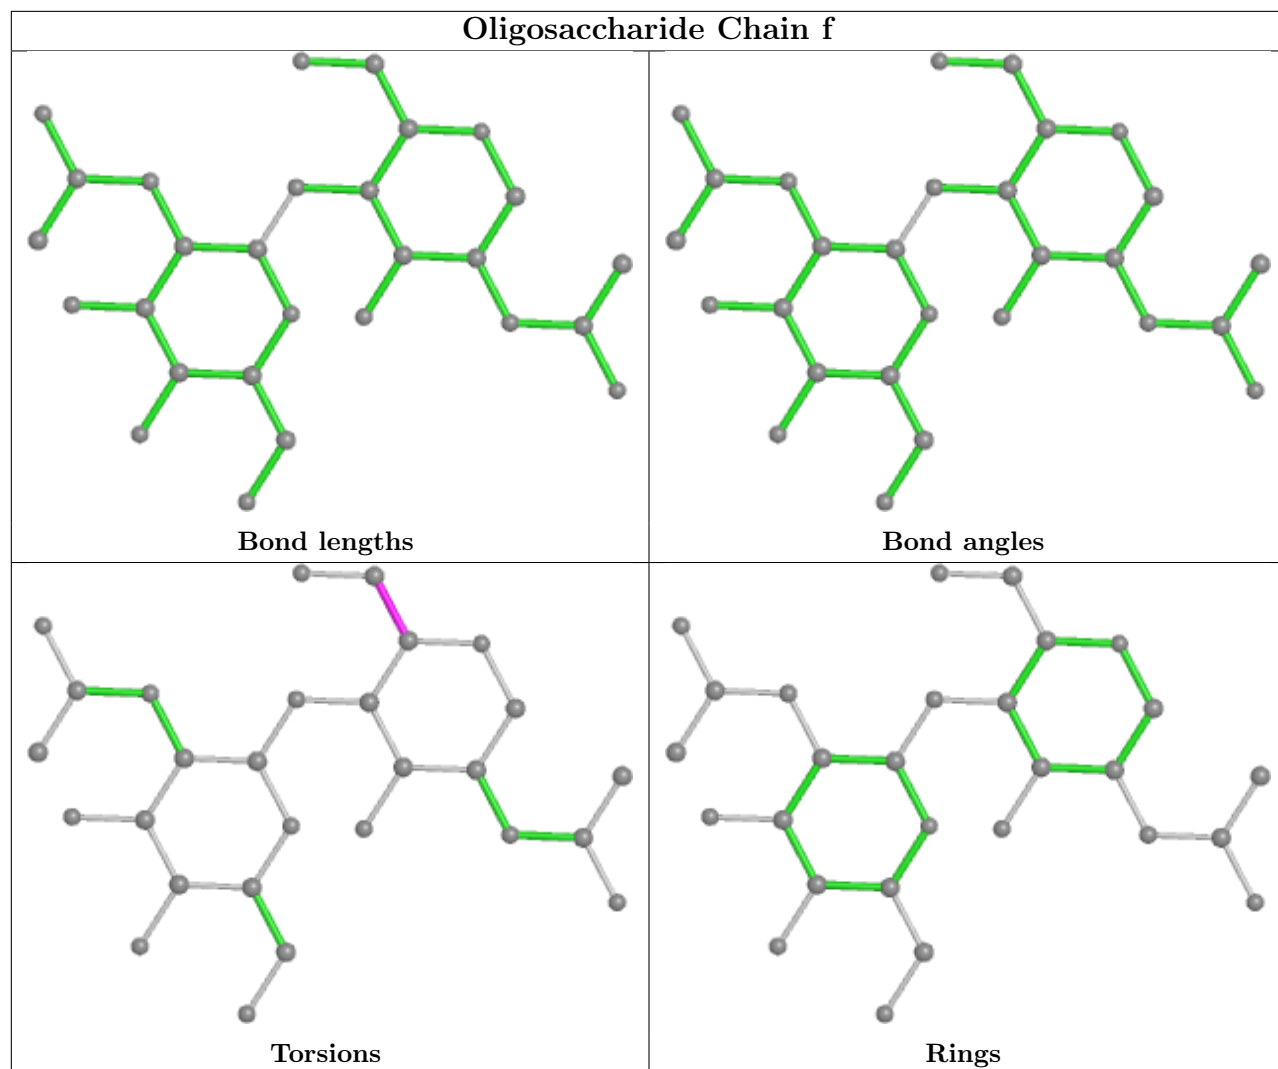 Oligosaccharide Chain f
Bond lengths
Bond angles
Torsions
Rings